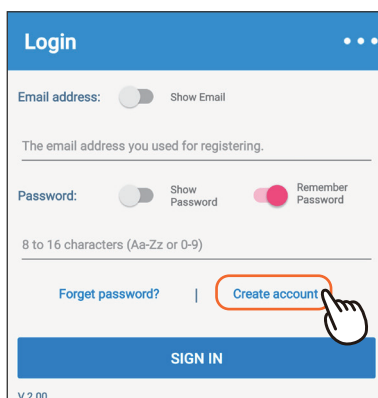 Login
Email address: Show Email
The email address you used for registering.
Password: Show Password Remember Password
8 to 16 characters (Aa-Zz or 0-9)
Forget password? | Create account
SIGN IN
V 2.00